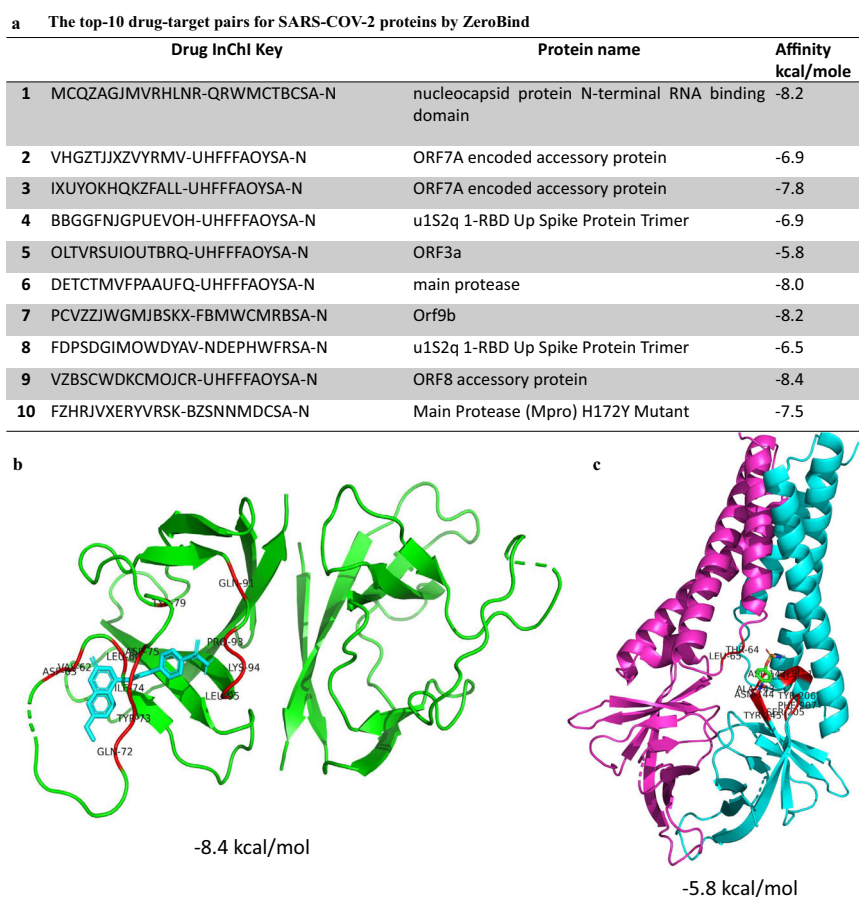 a The top-10 drug-target pairs for SARS-COV-2 proteins by ZeroBind
Drug InChI Key Protein name Affinity kcal/mole
1 MCQZAGJMVRHLNR-QRWMCTBCSA-N nucleocapsid protein N-terminal RNA binding domain -8.2
2 VHGZTJJXZVYRMV-UHFFFAOYSA-N ORF7A encoded accessory protein -6.9
3 IXUYOKHQKZFALL-UHFFFAOYSA-N ORF7A encoded accessory protein -7.8
4 BBGGFNJGPUEVOH-UHFFFAOYSA-N u1S2q 1-RBD Up Spike Protein Trimer -6.9
5 OLTVRSUIOUTBRQ-UHFFFAOYSA-N ORF3a -5.8
6 DETCTMVFPAAUFQ-UHFFFAOYSA-N main protease -8.0
7 PCVZZJWGMJBSKX-FBMWCMRBSA-N Orf9b -8.2
8 FDPSDGIMOWDYAV-NDEPHWFRSA-N u1S2q 1-RBD Up Spike Protein Trimer -6.5
9 VZBSCWDKCMOJCR-UHFFFAOYSA-N ORF8 accessory protein -8.4
10 FZHRJVXERYVRSK-BZSNNMDCSA-N Main Protease (Mpro) H172Y Mutant -7.5
b
GLN-91
PRO-93
LYS-94
LEU-95
ILE-74
TYR-73
GLN-72
-8.4 kcal/mol
c
THR-64
LEU-65
TYR-206
PHE-207
SER-205
TYR-145
-5.8 kcal/mol